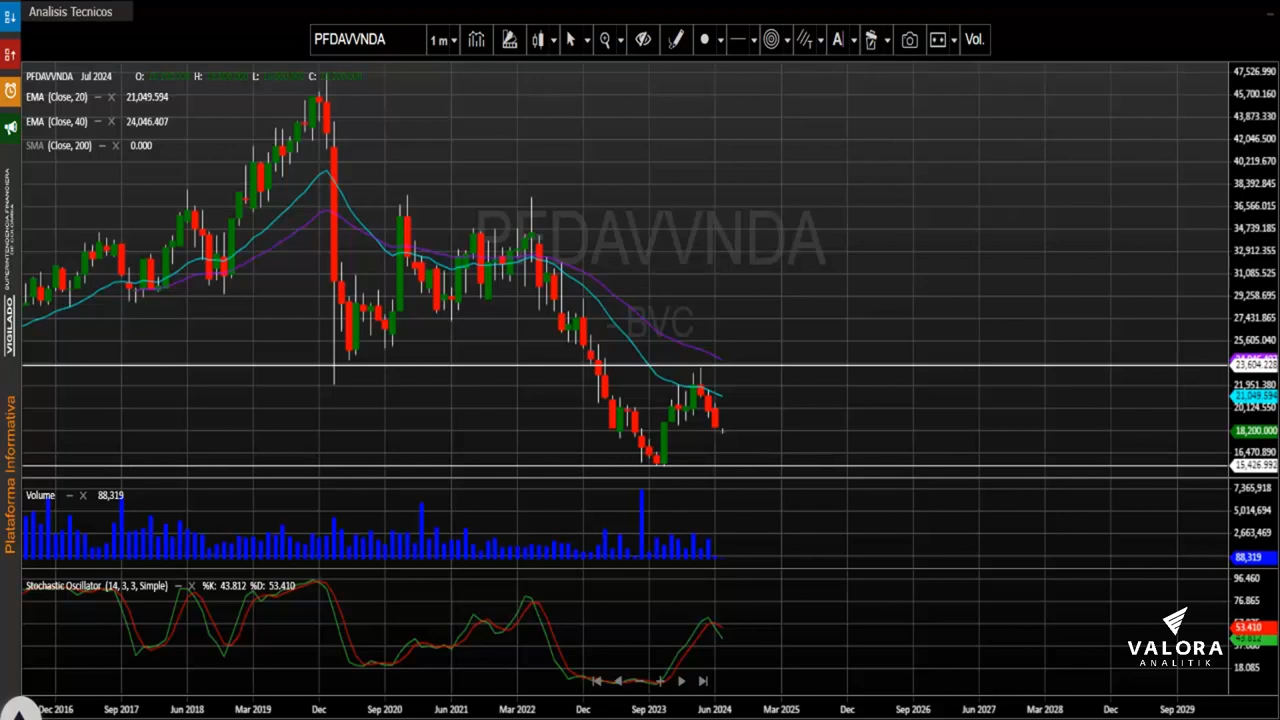 Analisis Tecnicos
PFDAVVNDA
1 m
A
Vol.
PFDAVVNDA Jul 2024 O: H: L: C:
EMA (Close, 20) 21,049.594
EMA (Close, 40) 24,046.407
SMA (Close, 200) 0.000
PFDAVVNDA
- BVC
47,526.990
45,700.160
43,873.330
42,046.500
40,219.670
38,392.845
36,566.015
34,739.185
32,912.355
31,085.525
29,258.695
27,431.865
25,605.040
23,604.228
21,951.380
21,049.594
20,124.550
18,200.000
16,470.890
15,426.992
Volume 88,319
7,365,918
5,014,694
2,663,469
88,319
Stochastic Oscillator (14, 3, 3, Simple) %K: 43.812 %D: 53.410
96.460
76.865
53.410
43.812
18.085
VALORA
ANALITIK
Dec 2016
Sep 2017
Jun 2018
Mar 2019
Dec
Sep 2020
Jun 2021
Mar 2022
Dec
Sep 2023
Jun 2024
Mar 2025
Dec
Sep 2026
Jun 2027
Mar 2028
Dec
Sep 2029
VIGILADO
SUPERINTENDENCIA FINANCIERA
DE COLOMBIA
Plataforma Informativa